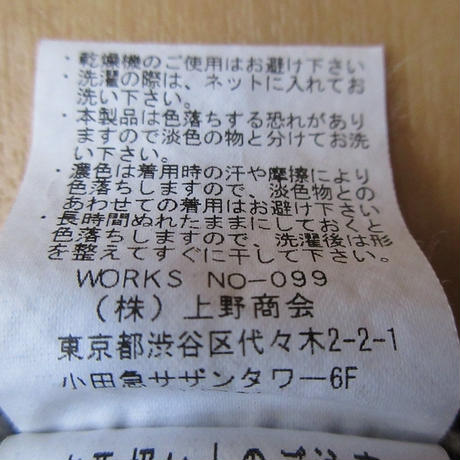 ・乾燥機のご使用はお避け下さい
・洗濯の際は、ネットに入れてお
洗い下さい。
・本製品は色落ちする恐れがあり
ますので淡色の物と分けてお洗
い下さい。
・濃色は着用時の汗や摩擦により
色落ちしますので、淡色物との
あわせての着用はお避け下さい
・長時間ぬれたままにしておくと
色落ちしますので、洗濯後は形
を整えてすぐに干して下さい。
WORKS NO-099
(株)上野商会
東京都渋谷区代々木2-2-1
小田急サザンタワー6F